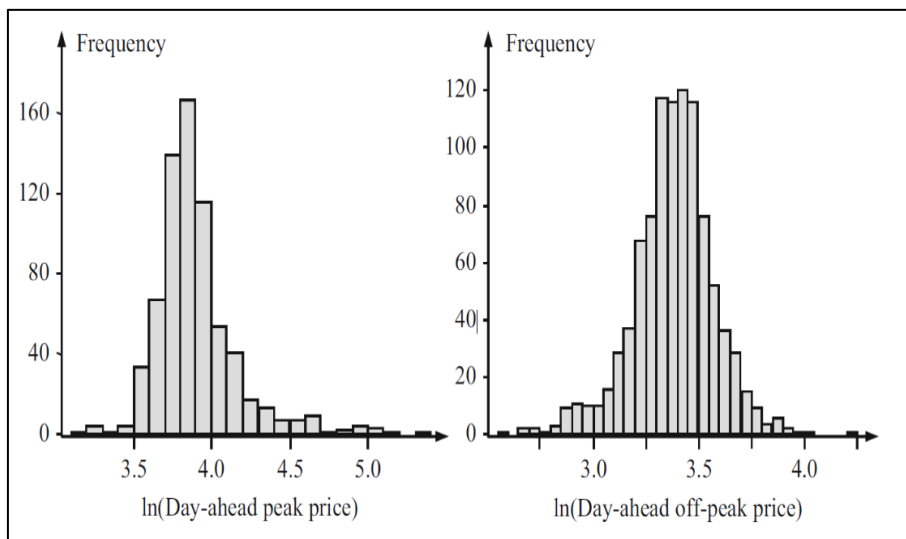 Frequency
160
120
80
40
0
3.5 4.0 4.5 5.0
ln(Day-ahead peak price)
Frequency
120
100
80
60
40
20
0
3.0 3.5 4.0
ln(Day-ahead off-peak price)